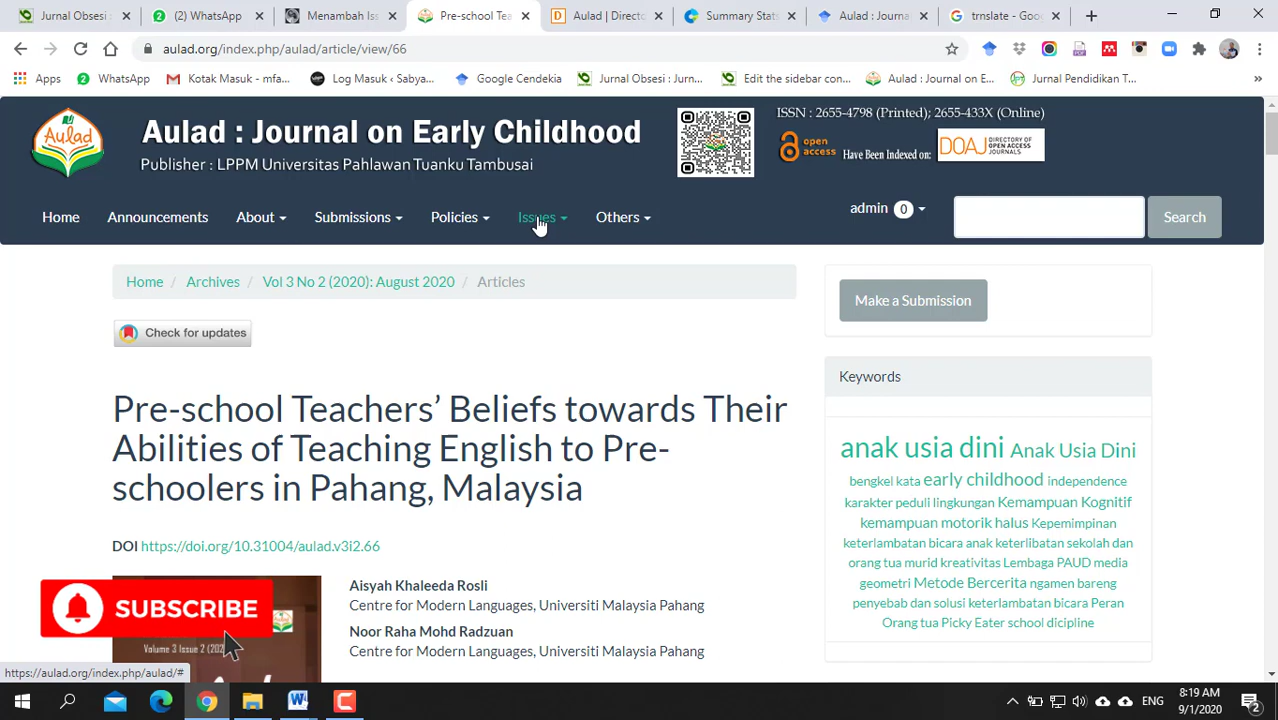 Jurnal Obsesi :
(2) WhatsApp
Menambah Iss
Pre-school Tea
Aulad | Direct
Summary Stat
Aulad : Journa
trnslate - Goo
aulad.org/index.php/aulad/article/view/66
Apps
WhatsApp
Kotak Masuk - mfa...
Log Masuk ‹ Sabya...
Google Cendekia
Jurnal Obsesi : Jurn...
Edit the sidebar con...
Aulad : Journal on E...
Jurnal Pendidikan T...
Aulad
Aulad : Journal on Early Childhood
Publisher : LPPM Universitas Pahlawan Tuanku Tambusai
ISSN : 2655-4798 (Printed); 2655-433X (Online)
open access
Have Been Indexed on:
DOAJ DIRECTORY OF OPEN ACCESS JOURNALS
Home
Announcements
About
Submissions
Policies
Issues
Others
admin 0
Search
Home / Archives / Vol 3 No 2 (2020): August 2020 / Articles
Check for updates
Pre-school Teachers’ Beliefs towards Their
Abilities of Teaching English to Pre-
schoolers in Pahang, Malaysia
DOI https://doi.org/10.31004/aulad.v3i2.66
Aisyah Khaleeda Rosli
Centre for Modern Languages, Universiti Malaysia Pahang
Noor Raha Mohd Radzuan
Centre for Modern Languages, Universiti Malaysia Pahang
SUBSCRIBE
Volume 3 Issue 2 (202
Make a Submission
Keywords
anak usia dini Anak Usia Dini
bengkel kata early childhood independence
karakter peduli lingkungan Kemampuan Kognitif
kemampuan motorik halus Kepemimpinan
keterlambatan bicara anak keterlibatan sekolah dan
orang tua murid kreativitas Lembaga PAUD media
geometri Metode Bercerita ngamen bareng
penyebab dan solusi keterlambatan bicara Peran
Orang tua Picky Eater school dicipline
https://aulad.org/index.php/aulad/#
ENG
8:19 AM
9/1/2020
2